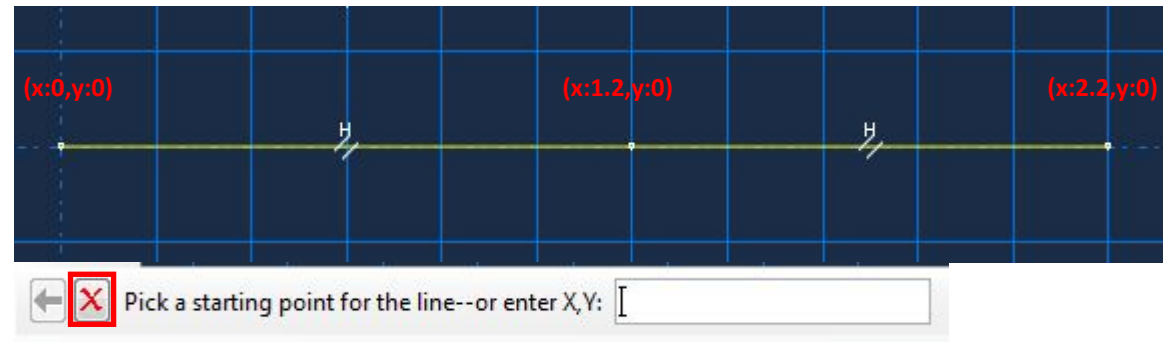 (x:0,y:0) (x:1.2,y:0) (x:2.2,y:0)
H H
Pick a starting point for the line--or enter X,Y: